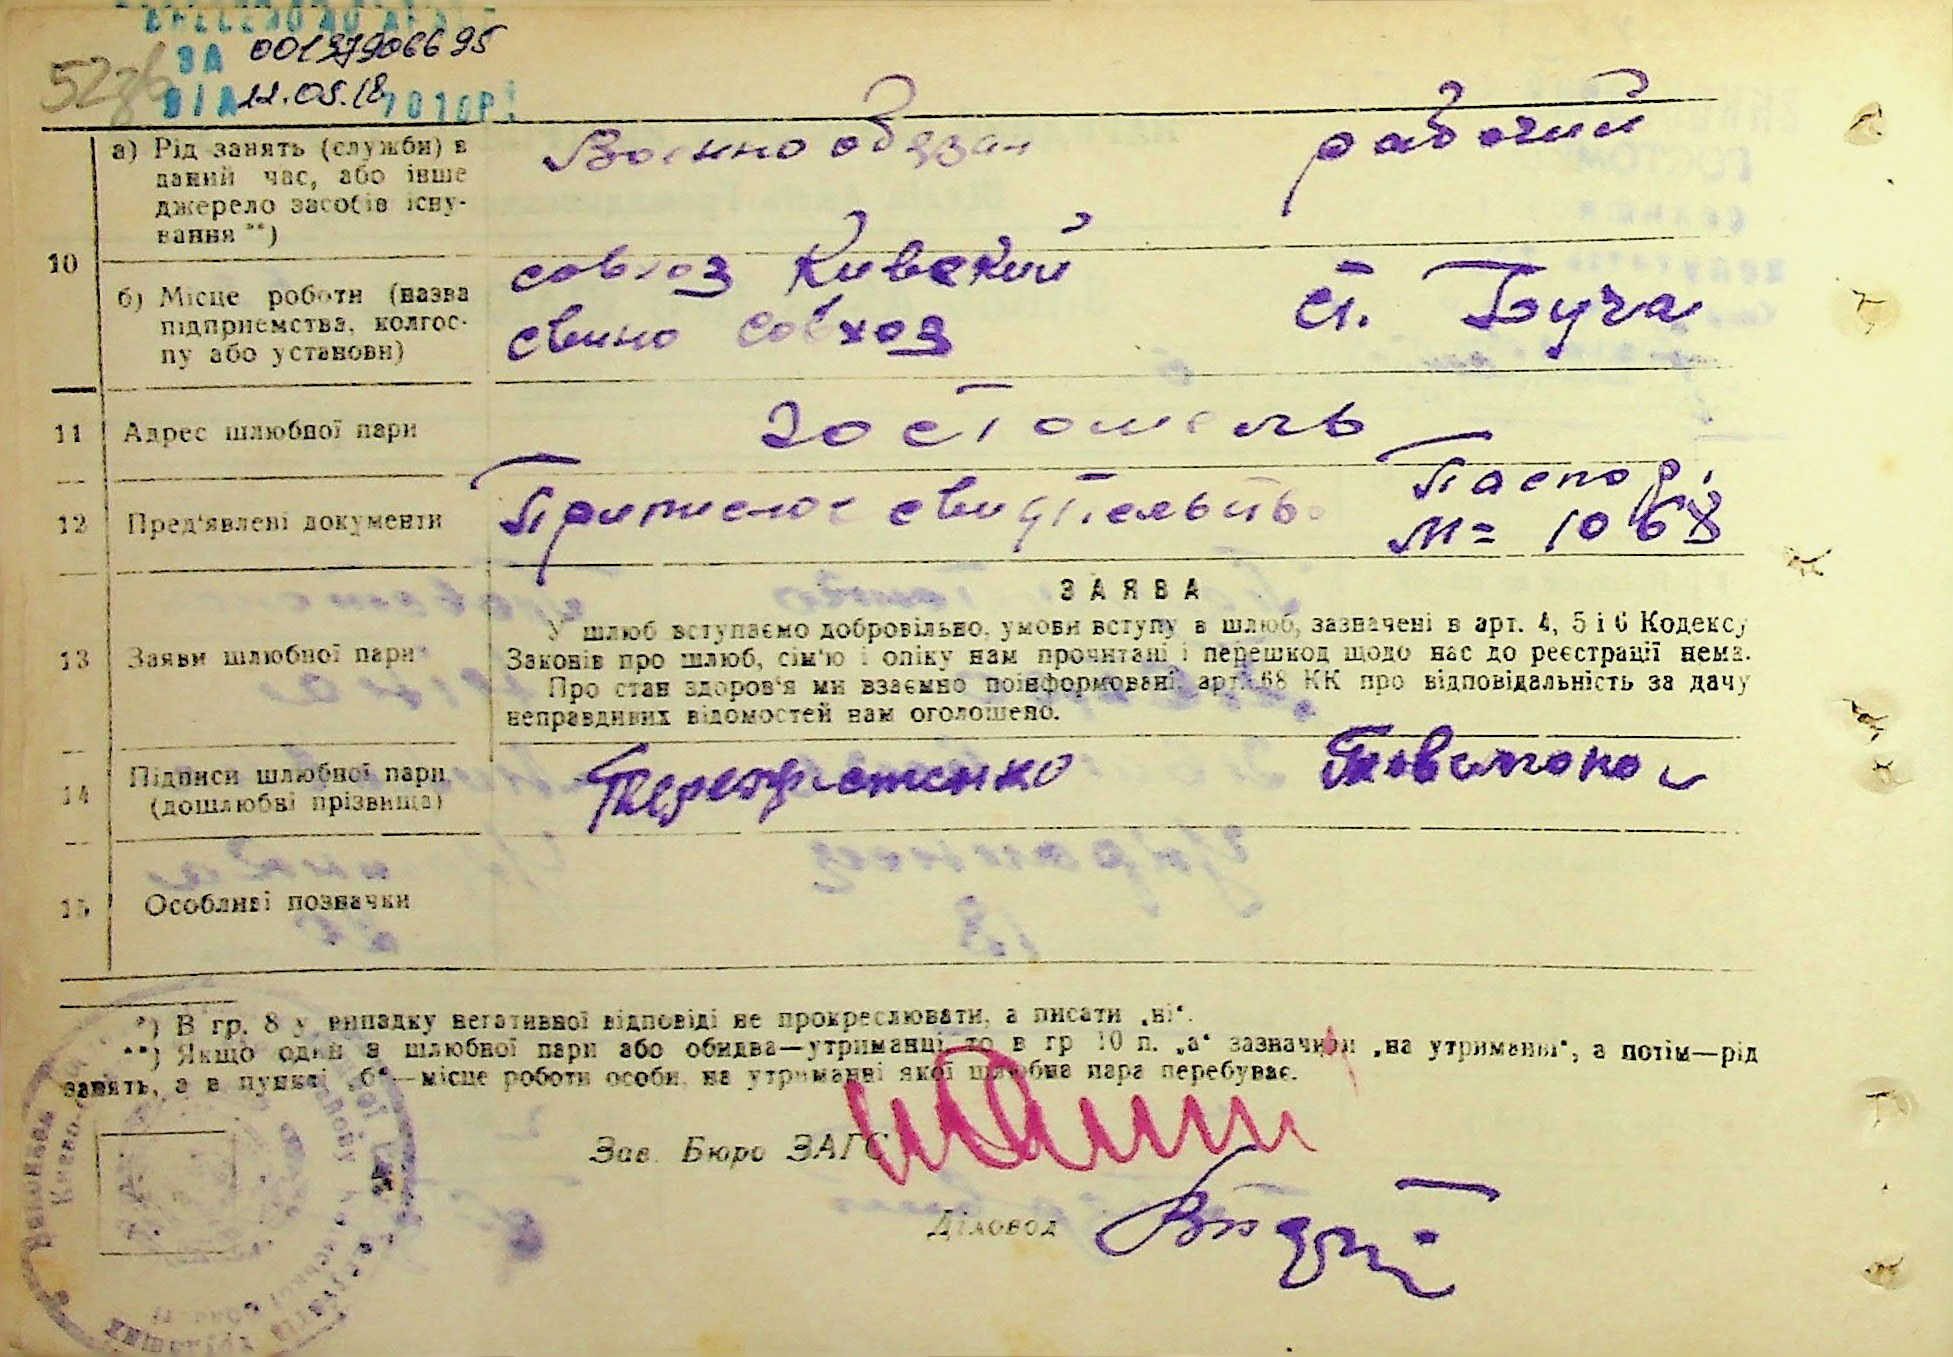 ЗА 00137906695
ВІД 11.05.18
10
а) Рід занять (служби) в
даний час, або інше
джерело засобів існу-
вання **)
Военнообязан рабочий
б) Місце роботи (назва
підприємства, колгос-
пу або установи)
совхоз Кивский
свино совхоз
ст. Буча
11 Адрес шлюбної пари
Гостомель
12 Пред'явлені документи
Приписное свид
Паспорт
№ 1068
13 Заяви шлюбної пари
ЗАЯВА
У шлюб вступаємо добровільно, умови вступу в шлюб, зазначені в арт. 4, 5 і 6 Кодексу
Законів про шлюб, сім'ю і опіку нам прочитані і перешкод щодо нас до реєстрації нема.
Про стан здоров'я ми взаємно поінформовані, арт. 68 КК про відповідальність за дачу
неправдивих відомостей нам оголошено.
14 Підписи шлюбної пари
(дошлюбні прізвища)
15 Особливі позначки
*) В гр. 8 у випадку негативної відповіді не прокреслювати, а писати „ні“.
**) Якщо один з шлюбної пари або обидва—утриманці, то в гр 10 п. „а“ зазначити „на утриманні“, а потім—рід
занять, а в пункті „б“—місце роботи особи, на утриманні якої шлюбна пара перебуває.
Зав. Бюро ЗАГС
Діловод